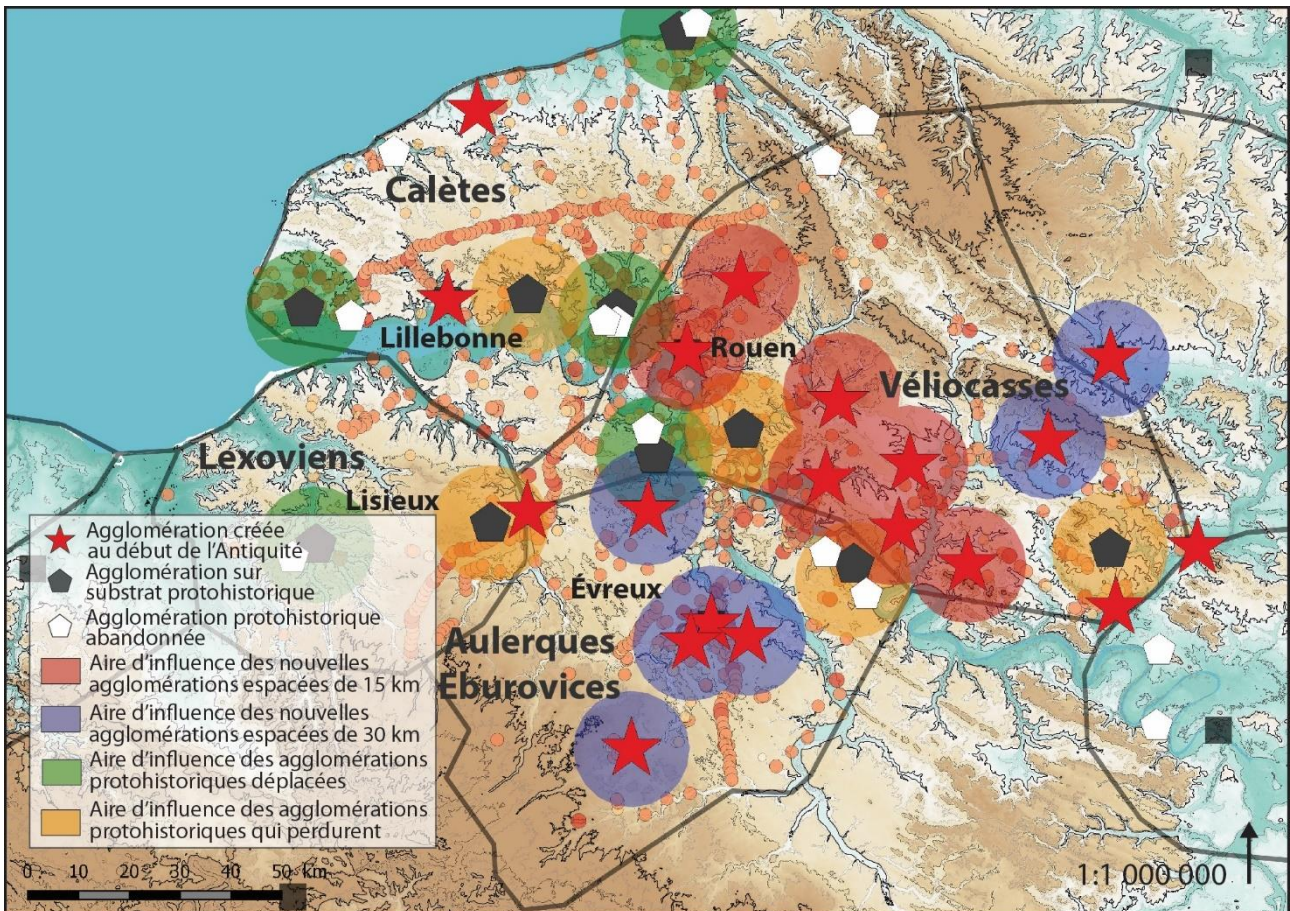 Calètes
Lillebonne
Rouen
Véliocasses
Lexoviens
Lisieux
Évreux
Aulerques
Éburovices
Agglomération créée
au début de l'Antiquité
Agglomération sur
substrat protohistorique
Agglomération protohistorique
abandonnée
Aire d'influence des nouvelles
agglomérations espacées de 15 km
Aire d'influence des nouvelles
agglomérations espacées de 30 km
Aire d'influence des agglomérations
protohistoriques déplacées
Aire d'influence des agglomérations
protohistoriques qui perdurent
0 10 20 30 40 50 km
1:1 000 000